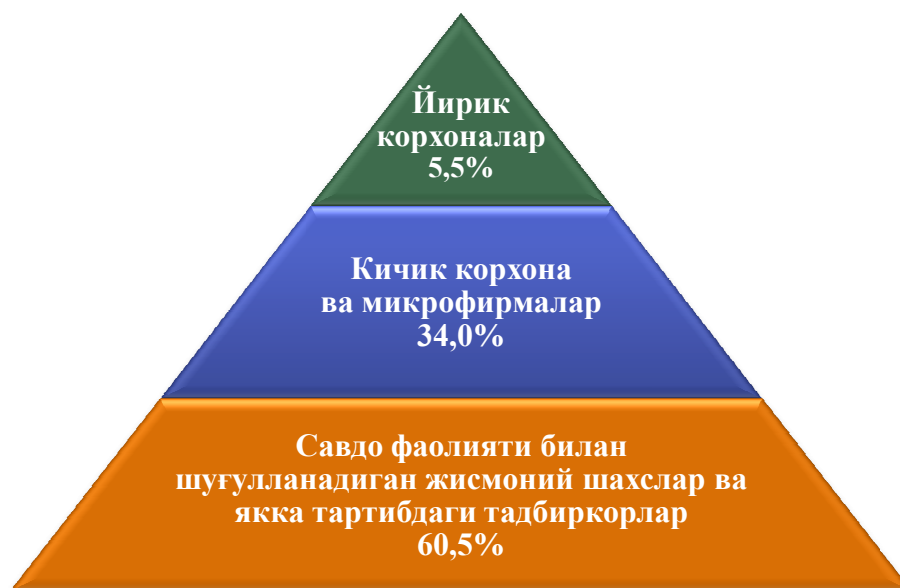 Йирик
корхоналар
5,5%
Кичик корхона
ва микрофирмалар
34,0%
Савдо фаолияти билан
шуғулланадиган жисмоний шахслар ва
якка тартибдаги тадбиркорлар
60,5%